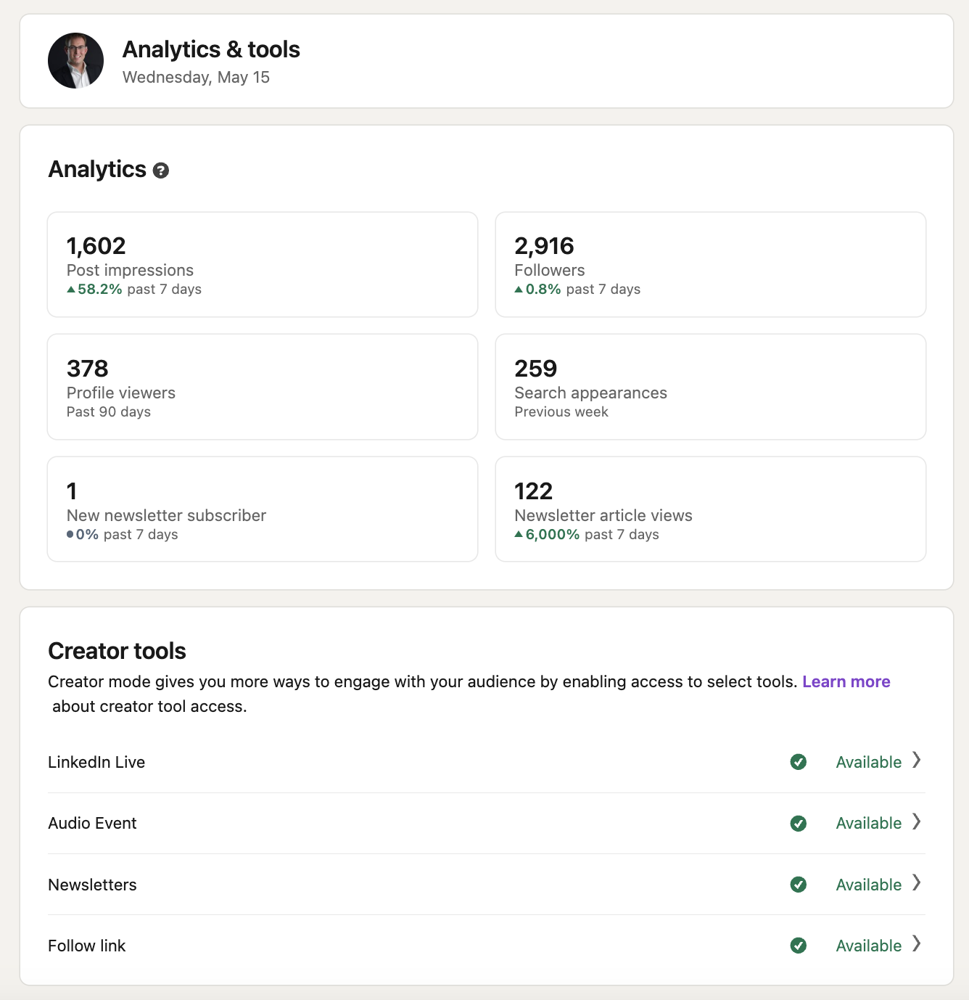 Analytics & tools
Wednesday, May 15
Analytics
1,602
Post impressions
58.2% past 7 days
2,916
Followers
0.8% past 7 days
378
Profile viewers
Past 90 days
259
Search appearances
Previous week
1
New newsletter subscriber
0% past 7 days
122
Newsletter article views
6,000% past 7 days
Creator tools
Creator mode gives you more ways to engage with your audience by enabling access to select tools. Learn more
about creator tool access.
LinkedIn Live Available
Audio Event Available
Newsletters Available
Follow link Available